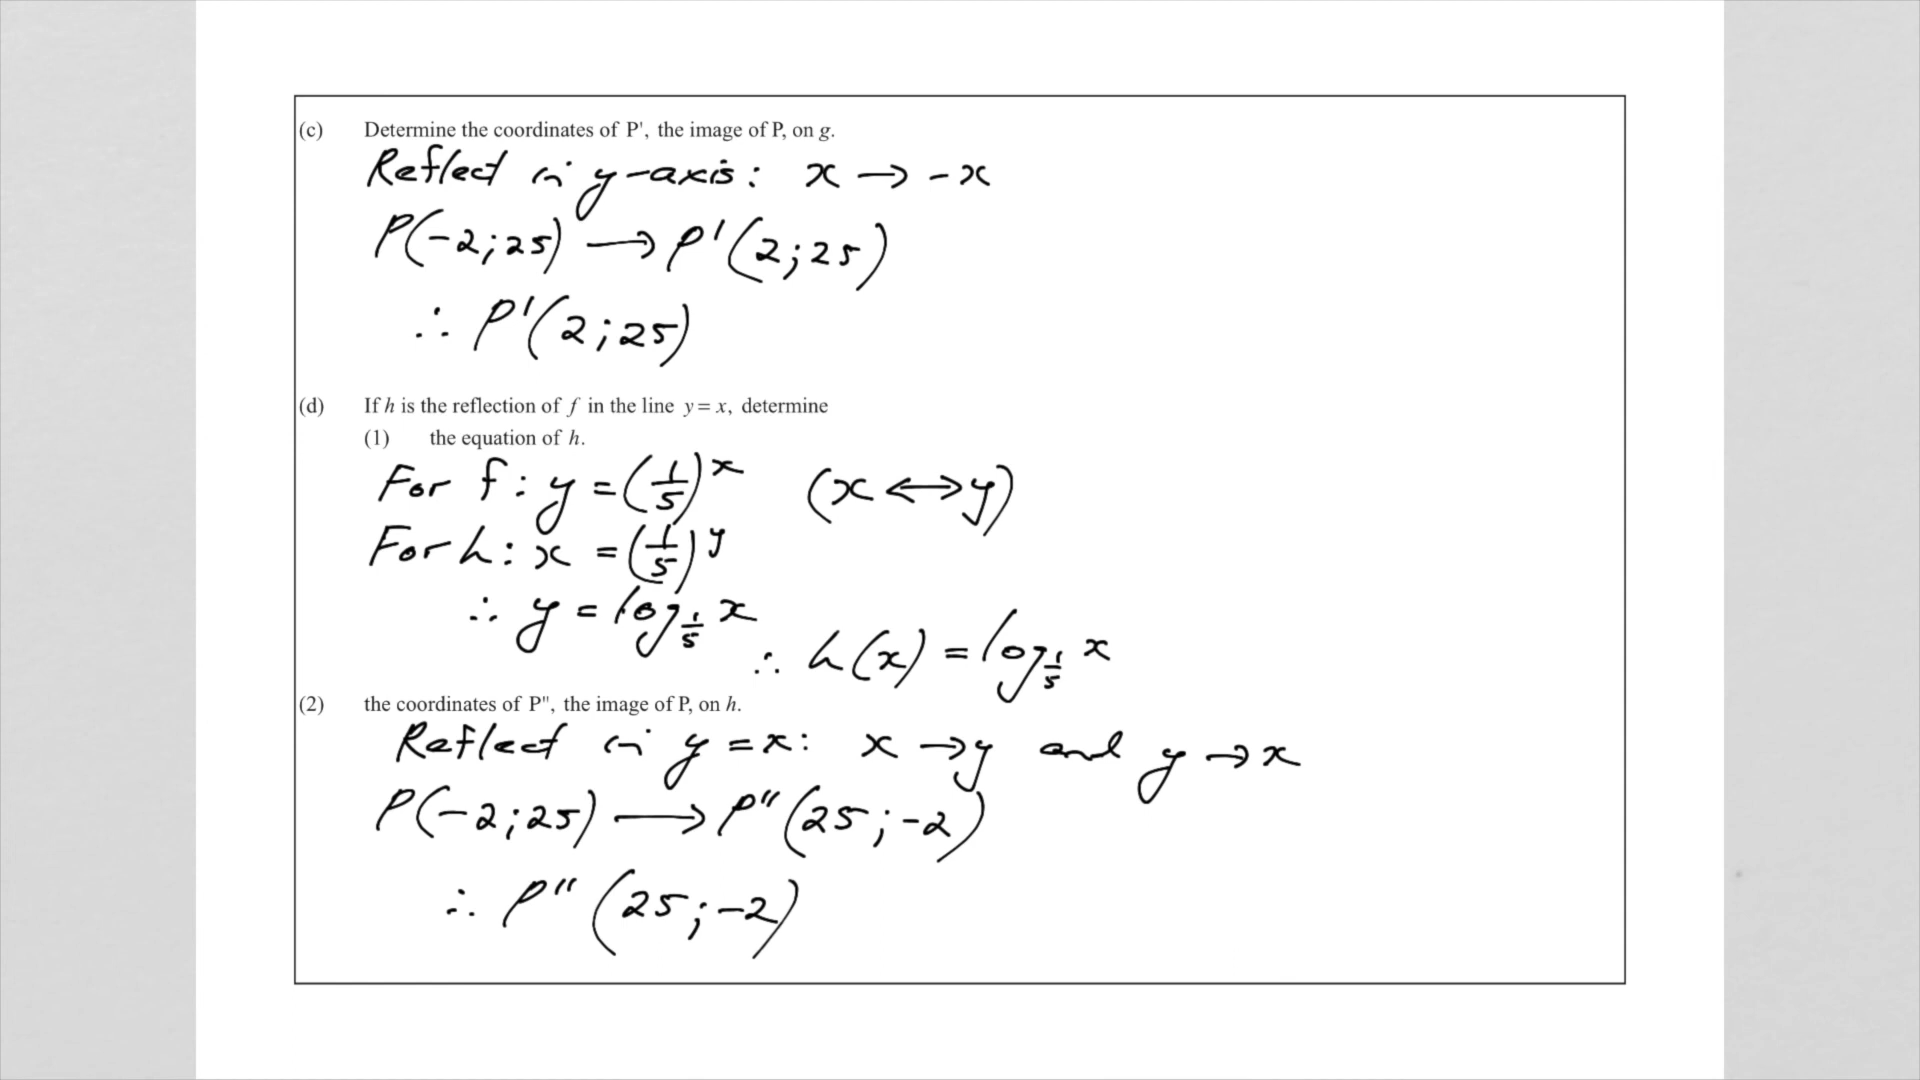 (c) Determine the coordinates of P', the image of P, on g.
Reflect in y-axis: x → -x
P(-2;25) → P'(2;25)
∴ P'(2;25)
(d) If h is the reflection of f in the line y = x, determine
(1) the equation of h.
For f: y = (1/5)^x (x ↔ y)
For h: x = (1/5)^y
∴ y = log_{1/5} x
∴ h(x) = log_{1/5} x
(2) the coordinates of P", the image of P, on h.
Reflect in y = x: x → y and y → x
P(-2;25) → P"(25;-2)
∴ P"(25;-2)